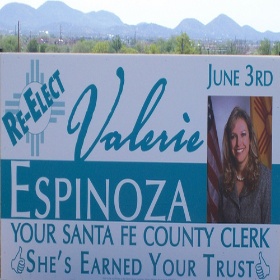 RE-ELECT
JUNE 3RD
Valerie
ESPINOZA
YOUR SANTA FE COUNTY CLERK
SHE'S EARNED YOUR TRUST